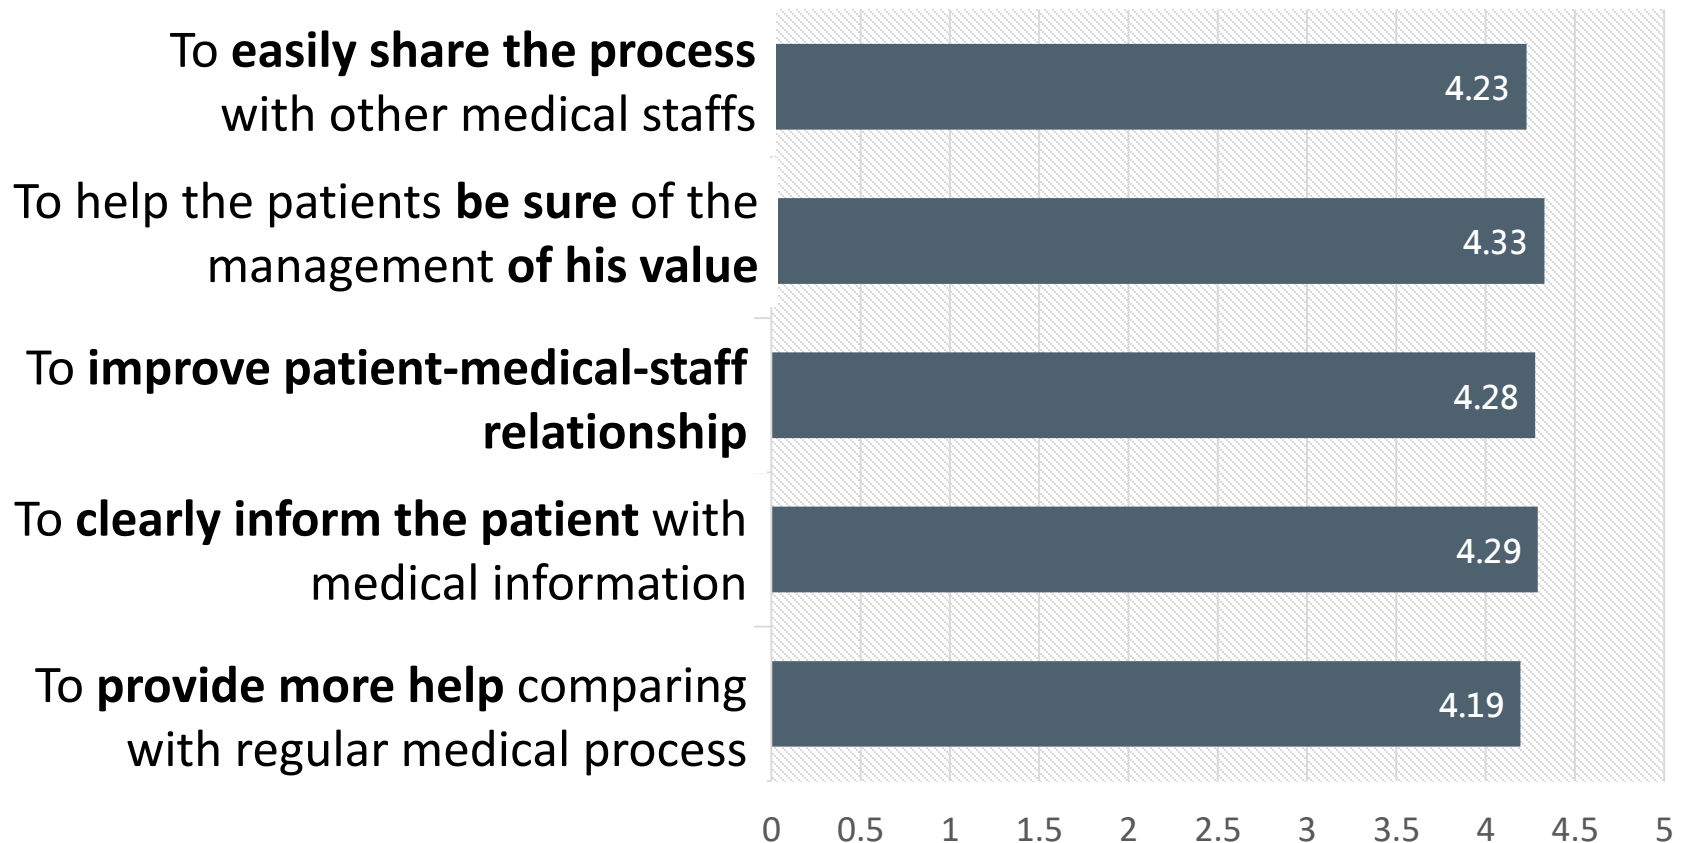 To easily share the process
with other medical staffs
4.23
To help the patients be sure of the
management of his value
4.33
To improve patient-medical-staff
relationship
4.28
To clearly inform the patient with
medical information
4.29
To provide more help comparing
with regular medical process
4.19
0 0.5 1 1.5 2 2.5 3 3.5 4 4.5 5